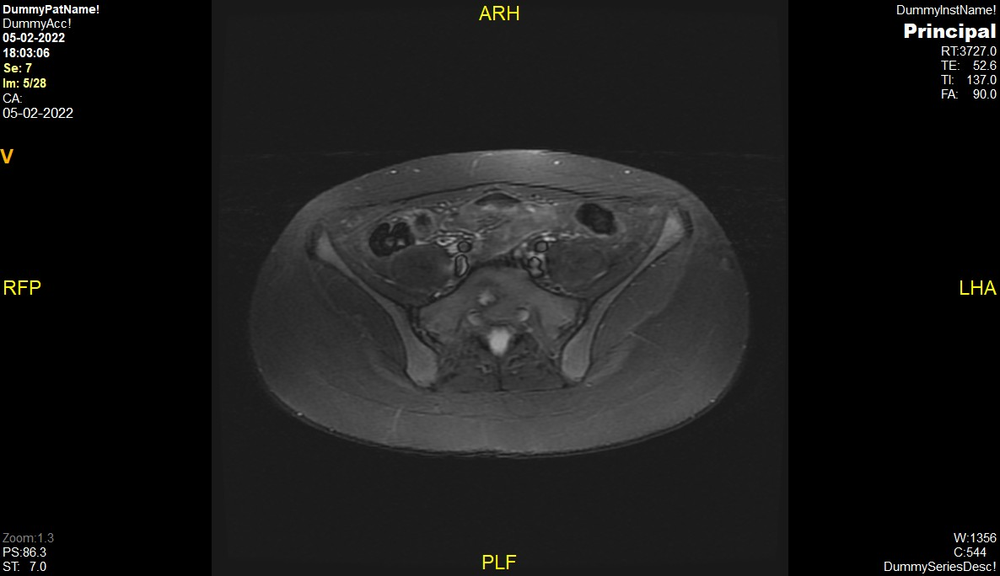 DummyPatName!
DummyAcc!
05-02-2022
18:03:06
Se: 7
Im: 5/28
CA:
05-02-2022
V
RFP
Zoom:1.3
PS:86.3
ST: 7.0
ARH
PLF
DummyInstName!
Principal
RT:3727.0
TE: 52.6
TI: 137.0
FA: 90.0
LHA
W:1356
C:544
DummySeriesDesc!